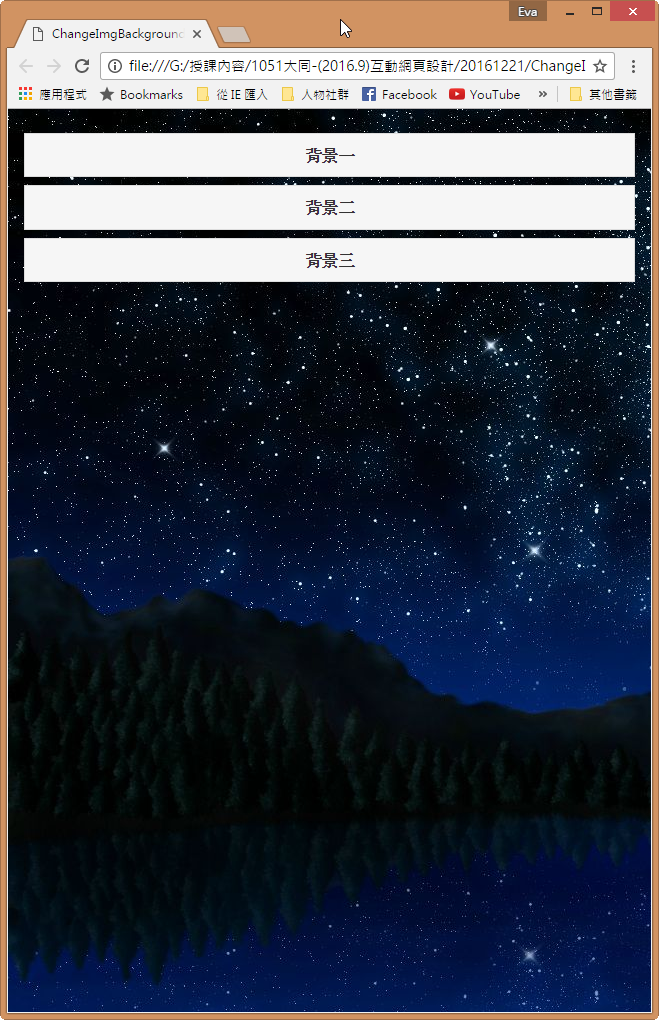 Eva
ChangeImgBackground
file:///G:/授課內容/1051大同-(2016.9)互動網頁設計/20161221/ChangeI
應用程式 Bookmarks 從 IE 匯入 人物社群 Facebook YouTube » 其他書籤
背景一
背景二
背景三